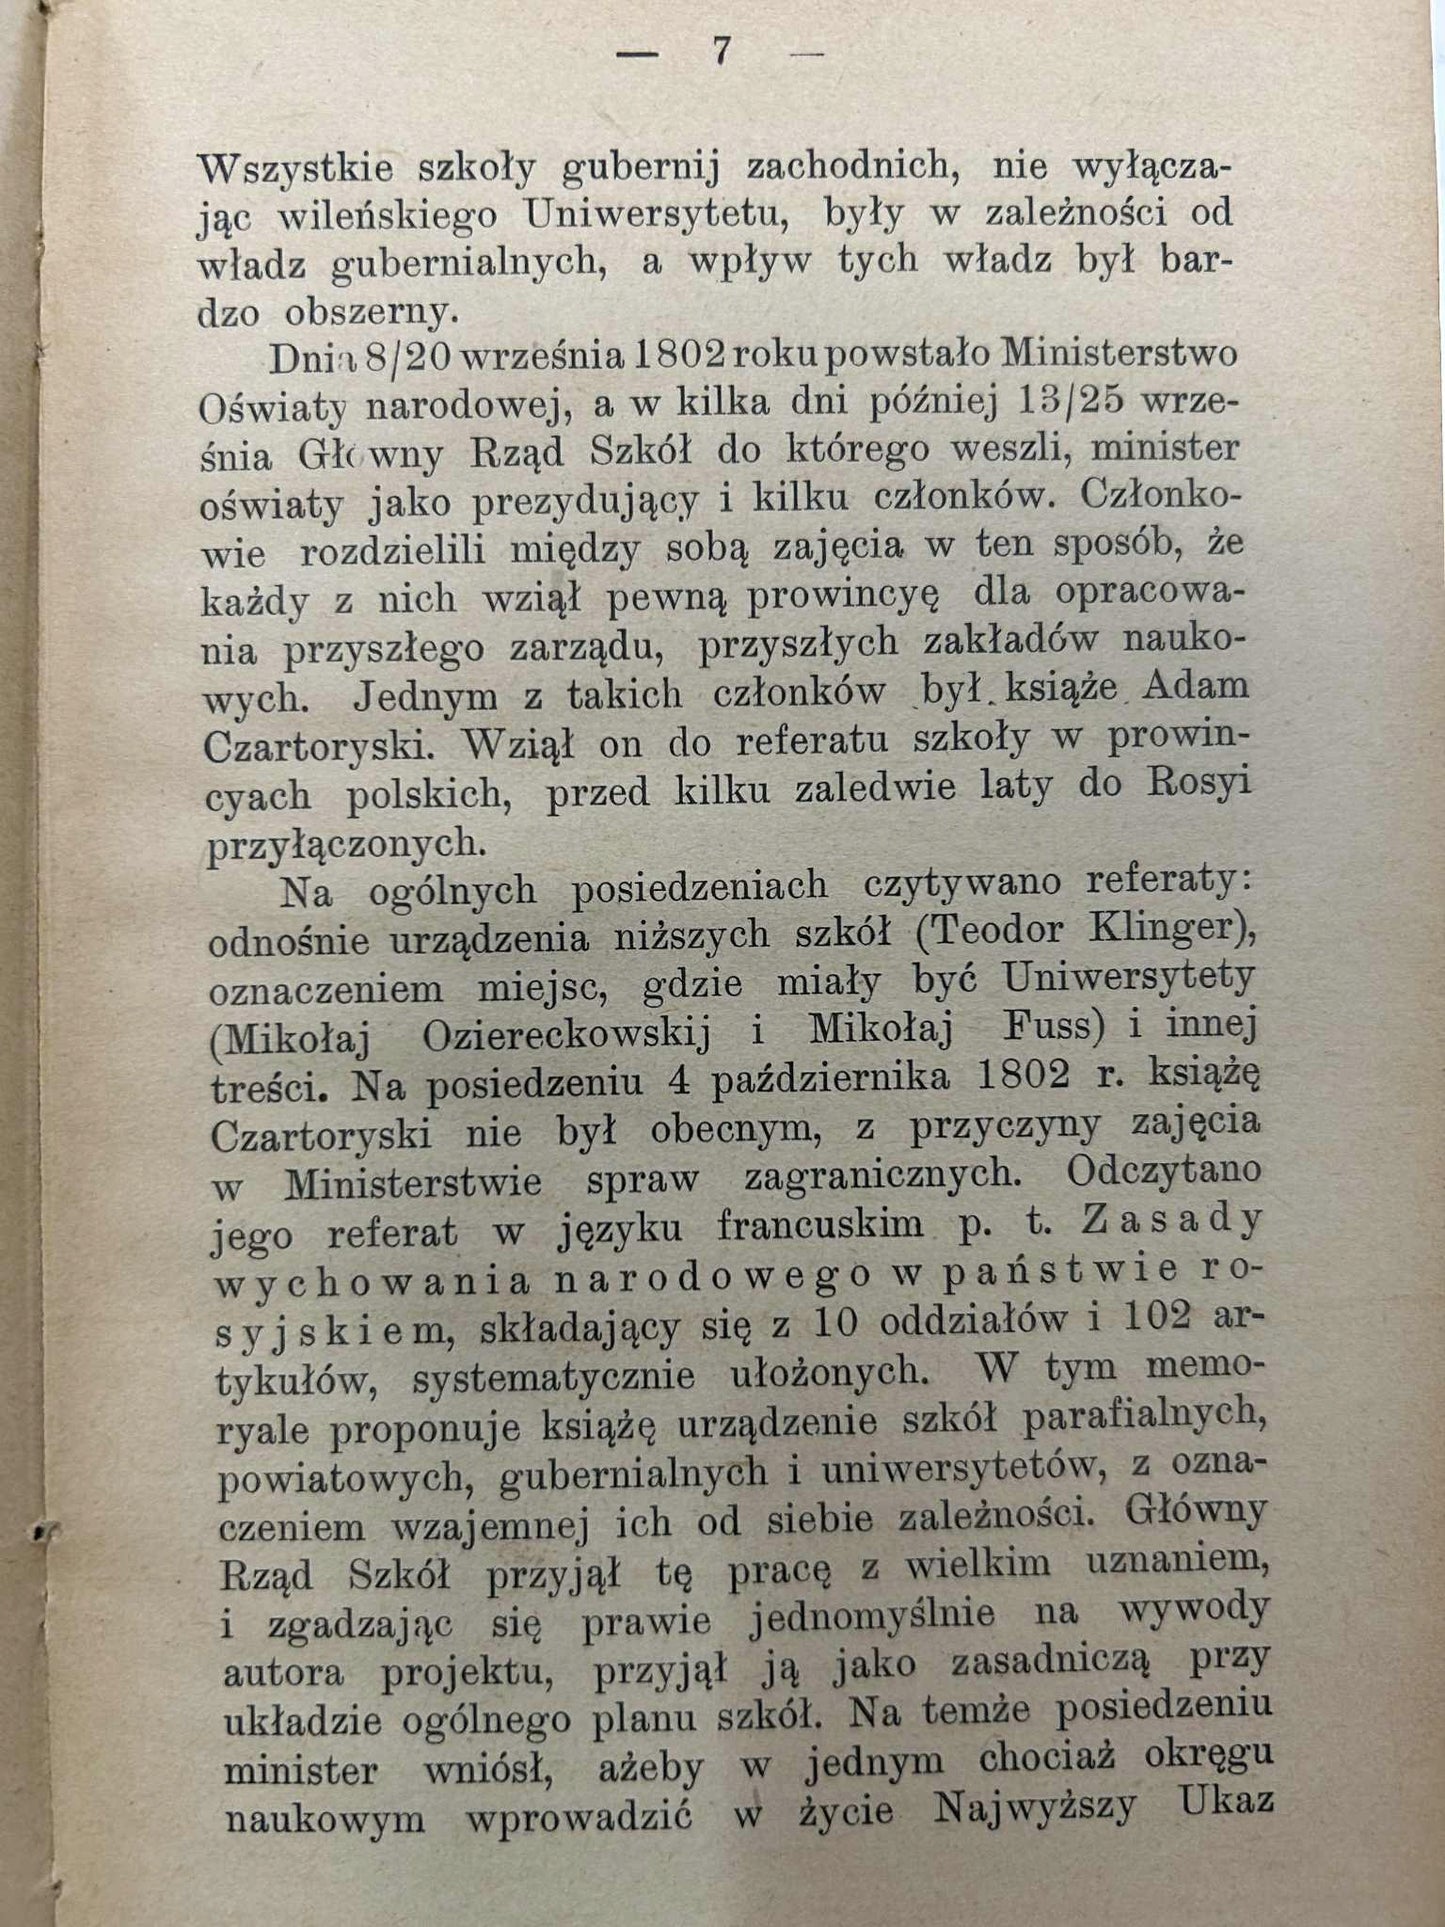 — 7 —
Wszystkie szkoły gubernij zachodnich, nie wyłącza-
jąc wileńskiego Uniwersytetu, były w zależności od
władz gubernialnych, a wpływ tych władz był bar-
dzo obszerny.
Dnia 8/20 września 1802 roku powstało Ministerstwo
Oświaty narodowej, a w kilka dni później 13/25 wrze-
śnia Główny Rząd Szkół do którego weszli, minister
oświaty jako prezydujący i kilku członków. Członko-
wie rozdzielili między sobą zajęcia w ten sposób, że
każdy z nich wziął pewną prowincyę dla opracowa-
nia przyszłego zarządu, przyszłych zakładów nauko-
wych. Jednym z takich członków był książe Adam
Czartoryski. Wziął on do referatu szkoły w prowin-
cyach polskich, przed kilku zaledwie laty do Rosyi
przyłączonych.
Na ogólnych posiedzeniach czytywano referaty:
odnośnie urządzenia niższych szkół (Teodor Klinger),
oznaczeniem miejsc, gdzie miały być Uniwersytety
(Mikołaj Oziereckowskij i Mikołaj Fuss) i innej
treści. Na posiedzeniu 4 października 1802 r. książę
Czartoryski nie był obecnym, z przyczyny zajęcia
w Ministerstwie spraw zagranicznych. Odczytano
jego referat w języku francuskim p. t. Zasady
wychowania narodowego w państwie ro-
syjskiem, składający się z 10 oddziałów i 102 ar-
tykułów, systematycznie ułożonych. W tym memo-
ryale proponuje książę urządzenie szkół parafialnych,
powiatowych, gubernialnych i uniwersytetów, z ozna-
czeniem wzajemnej ich od siebie zależności. Główny
Rząd Szkół przyjął tę pracę z wielkim uznaniem,
i zgadzając się prawie jednomyślnie na wywody
autora projektu, przyjął ją jako zasadniczą przy
układzie ogólnego planu szkół. Na temże posiedzeniu
minister wniósł, ażeby w jednym chociaż okręgu
naukowym wprowadzić w życie Najwyższy Ukaz